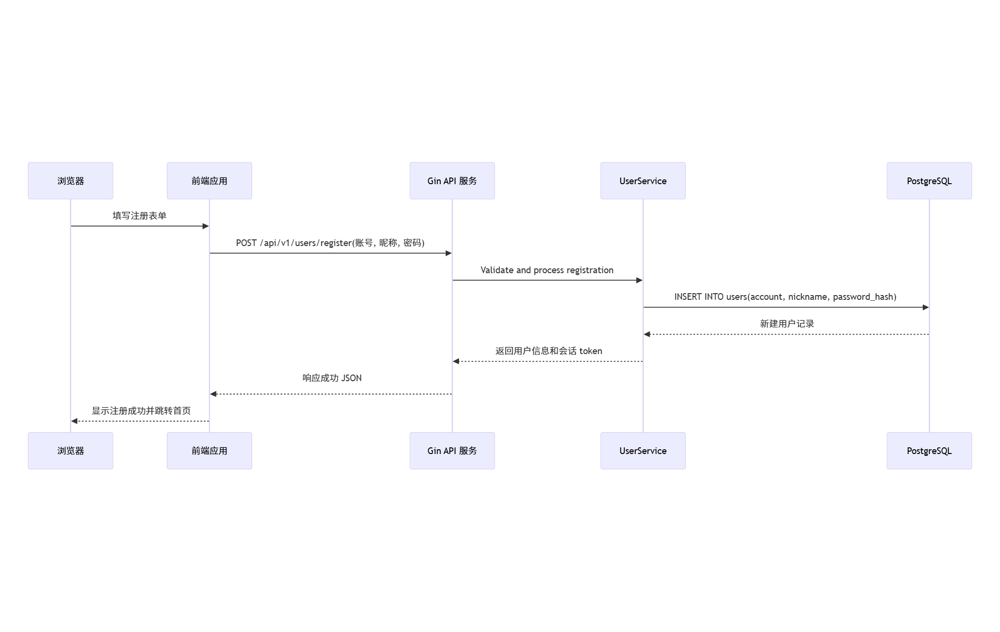 浏览器
前端应用
Gin API 服务
UserService
PostgreSQL
填写注册表单
POST /api/v1/users/register(账号, 昵称, 密码)
Validate and process registration
INSERT INTO users(account, nickname, password_hash)
新建用户记录
返回用户信息和会话 token
响应成功 JSON
显示注册成功并跳转首页
浏览器
前端应用
Gin API 服务
UserService
PostgreSQL